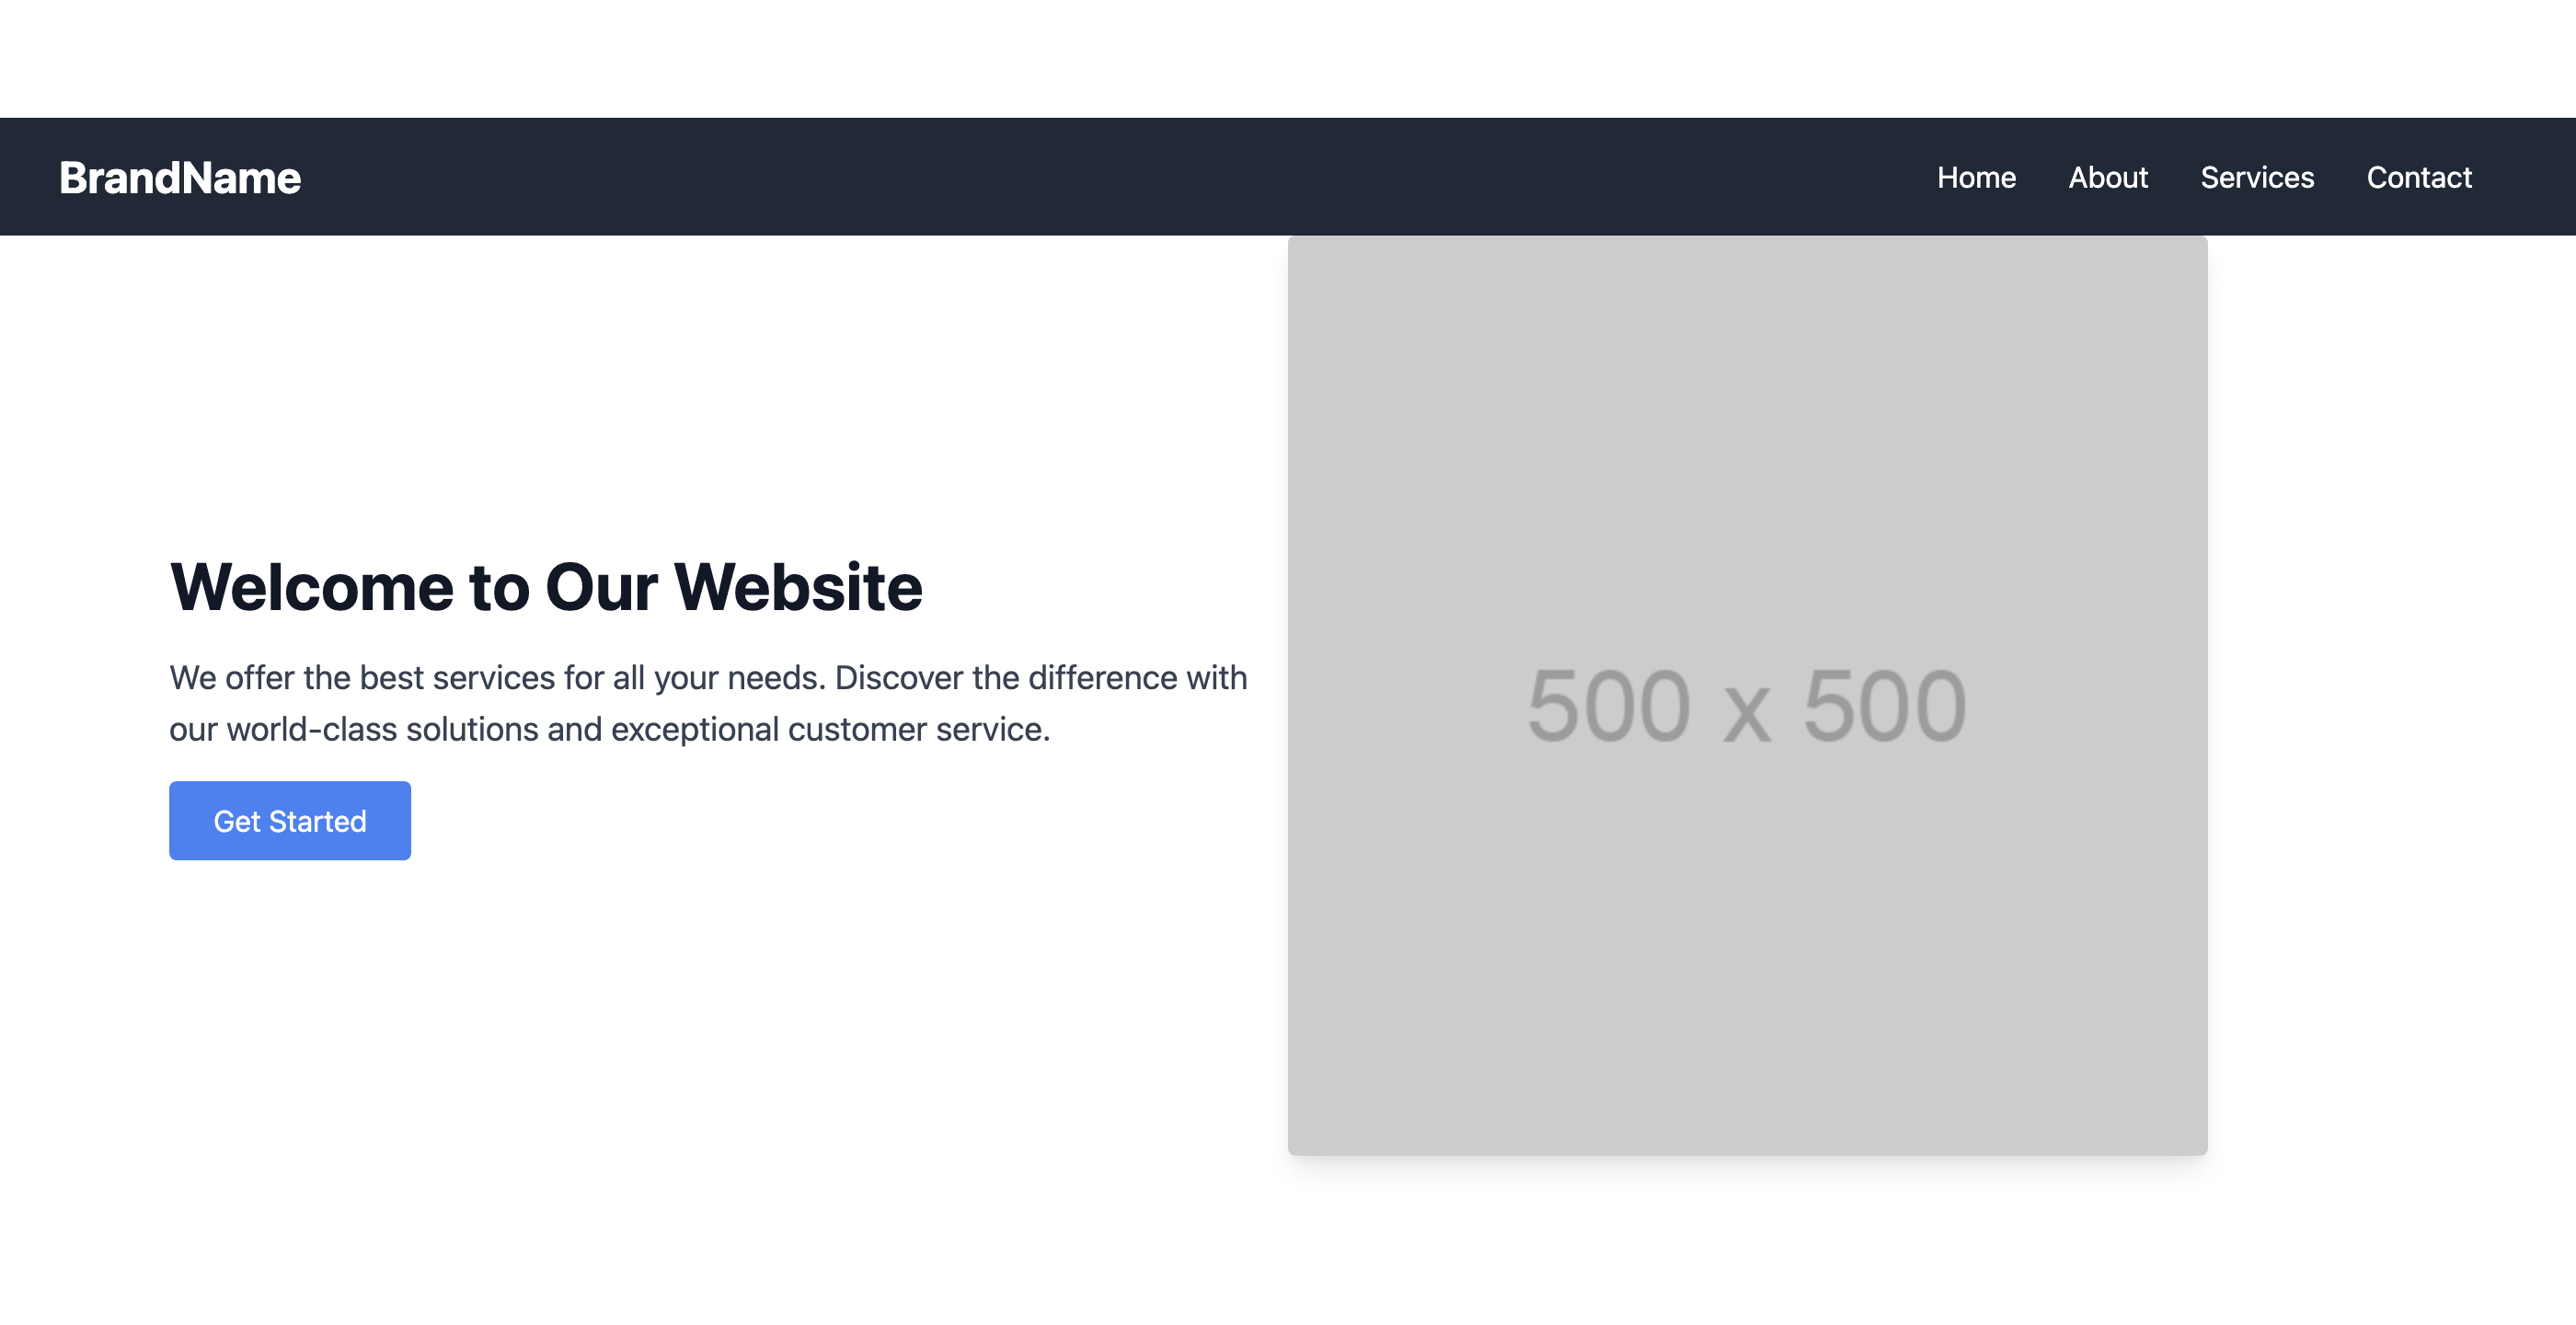 BrandName
Home About Services Contact
Welcome to Our Website
We offer the best services for all your needs. Discover the difference with
our world-class solutions and exceptional customer service.
Get Started
500 x 500